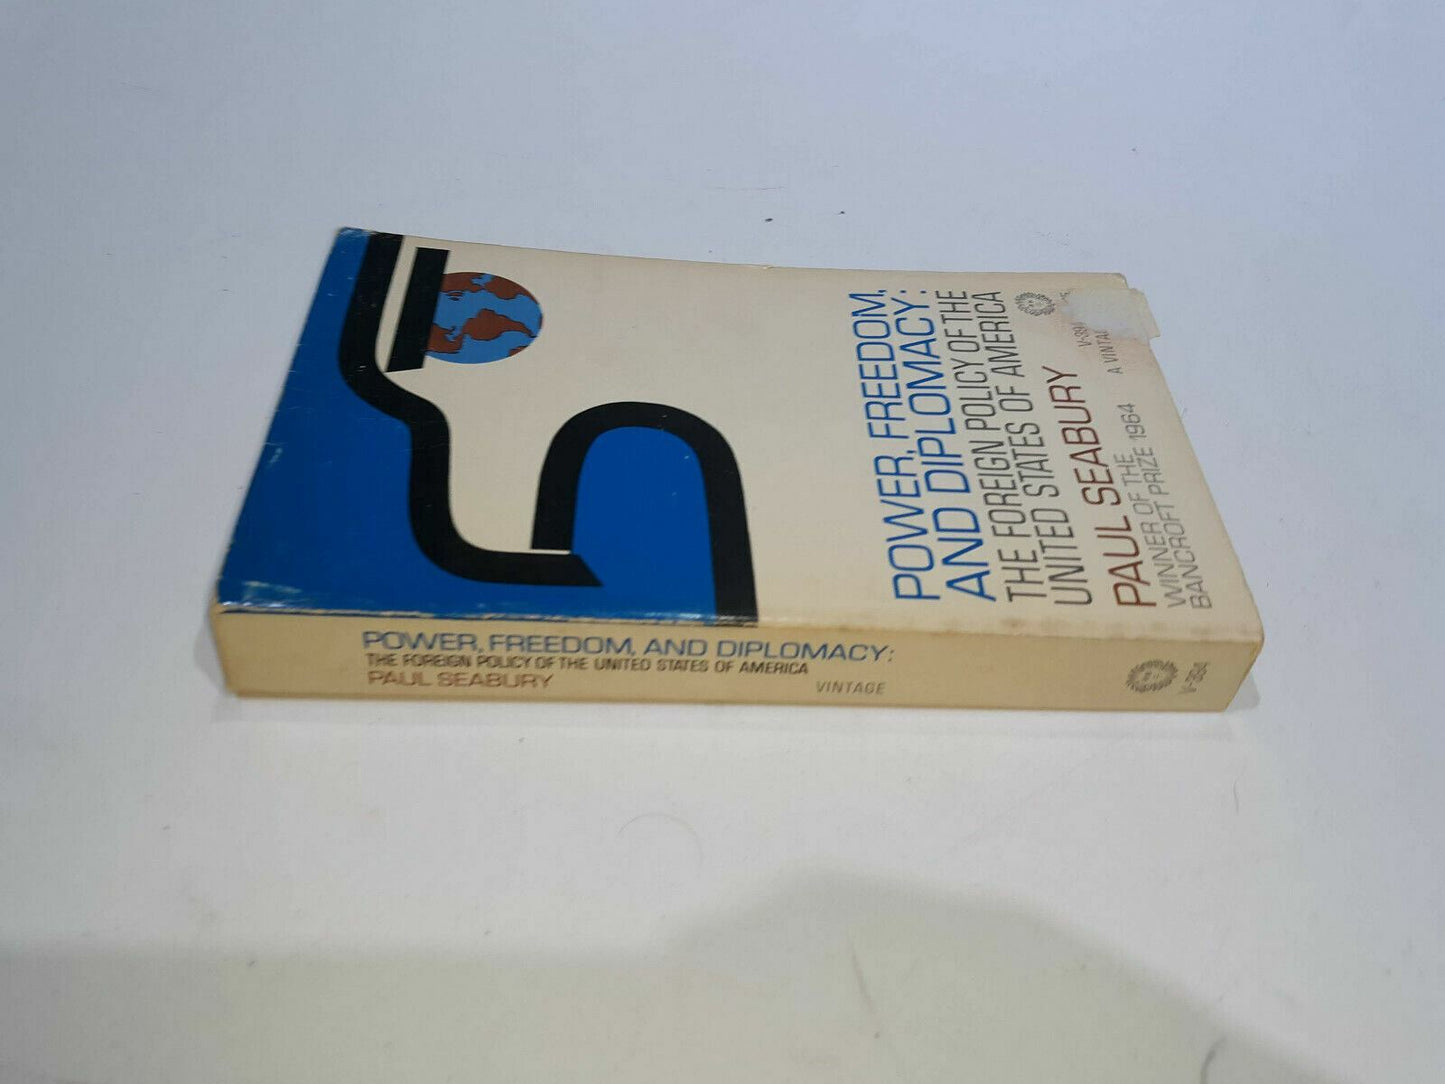 POWER, FREEDOM,
AND DIPLOMACY:
THE FOREIGN POLICY OF THE
UNITED STATES OF AMERICA
PAUL SEABURY
WINNER OF THE
BANCROFT PRIZE 1964
A
POWER, FREEDOM, AND DIPLOMACY:
THE FOREIGN POLICY OF THE UNITED STATES OF AMERICA
PAUL SEABURY
VINTAGE
V-394